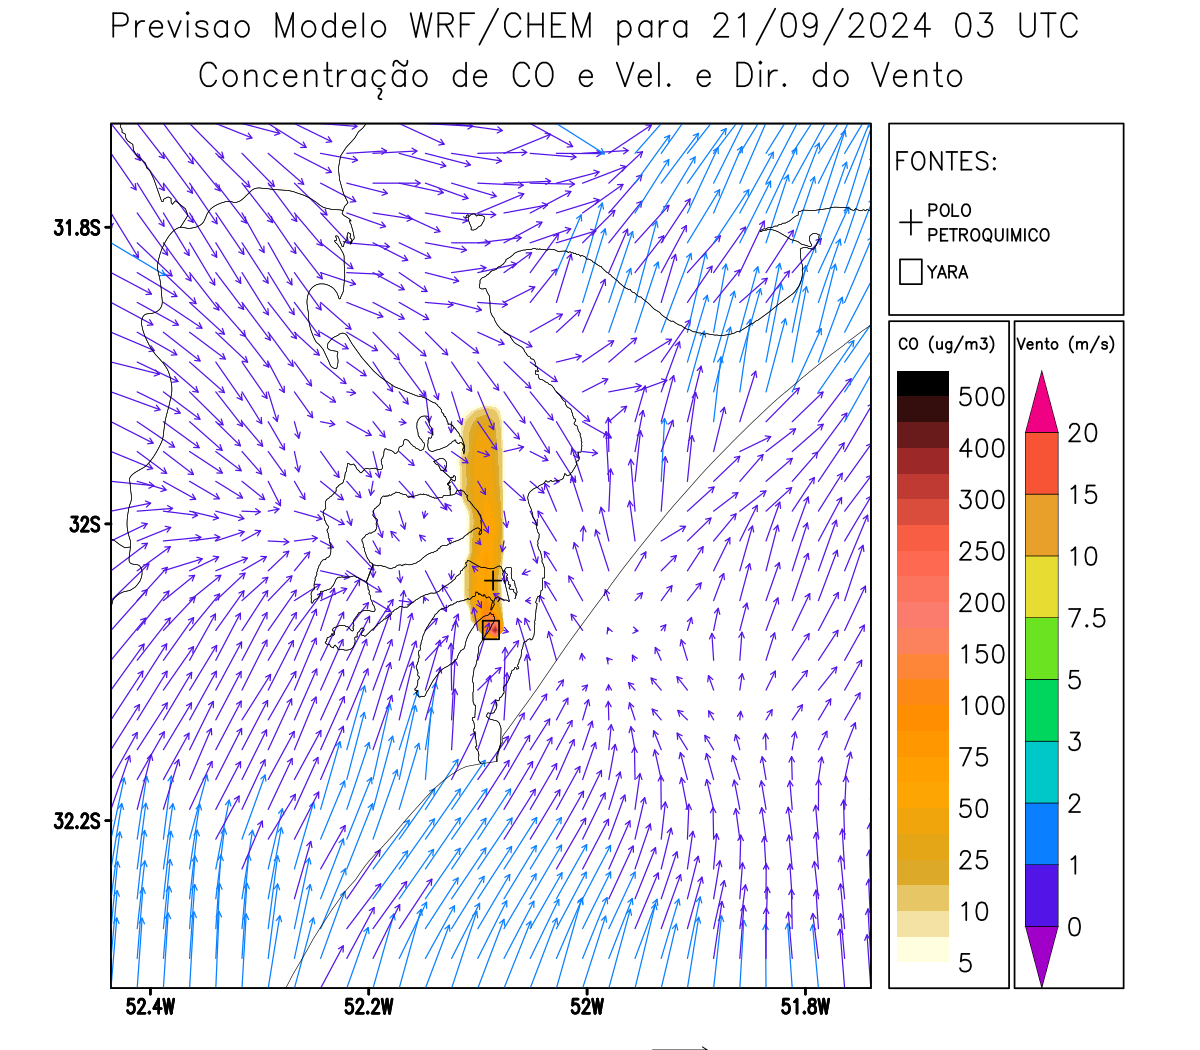 Previsao Modelo WRF/CHEM para 21/09/2024 03 UTC
Concentração de CO e Vel. e Dir. do Vento
FONTES:
POLO
PETROQUIMICO
YARA
31.8S
32S
32.2S
52.4W
52.2W
52W
51.8W
CO (ug/m3)
500
400
300
250
200
150
100
75
50
25
10
5
Vento (m/s)
20
15
10
7.5
5
3
2
1
0